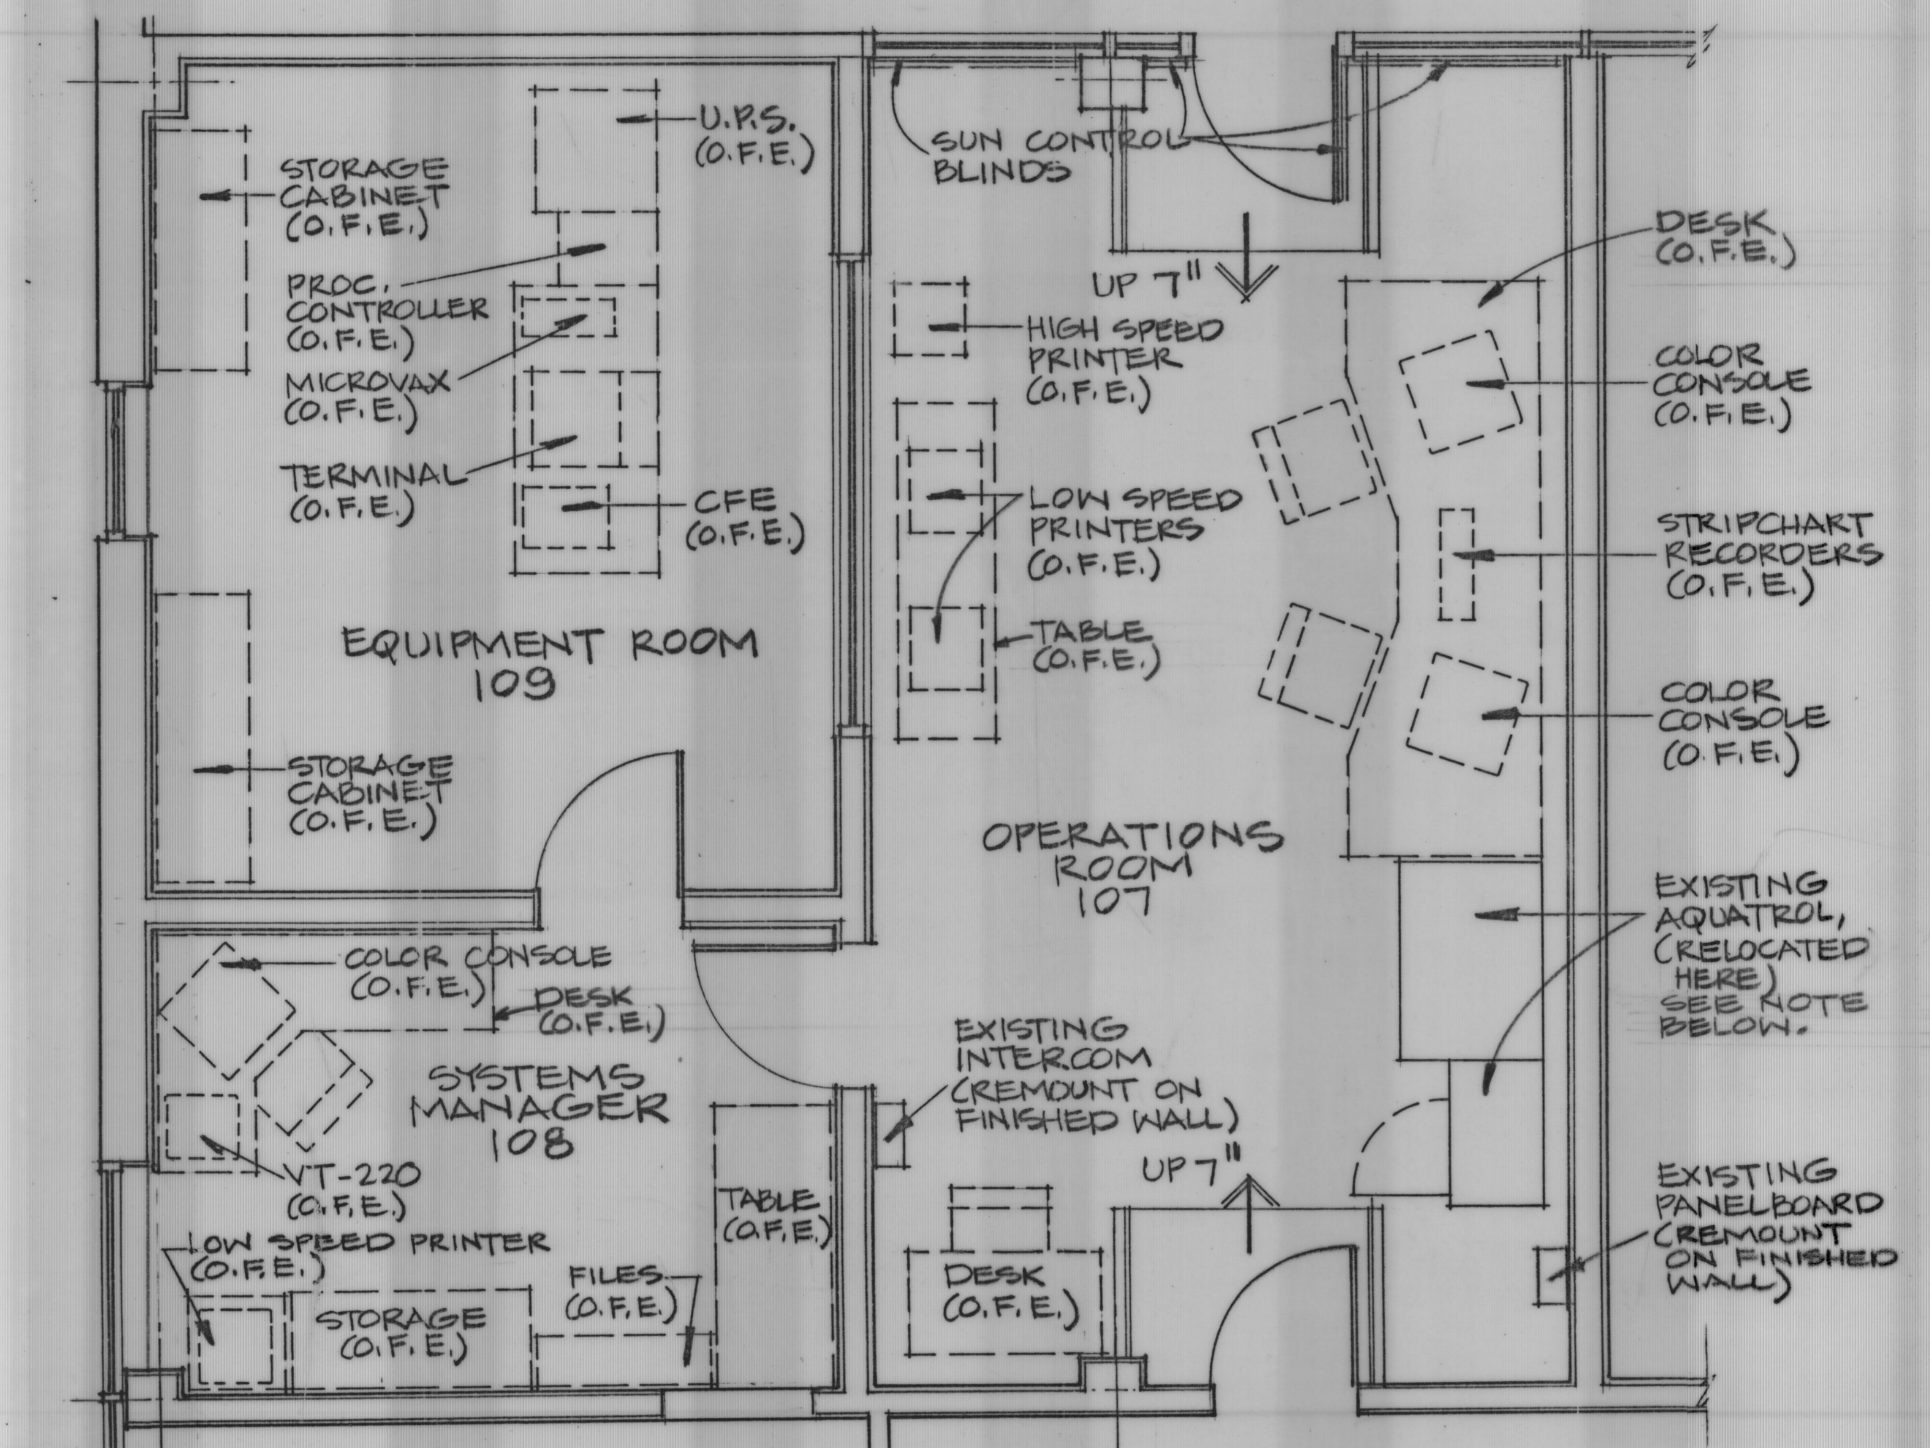 U.P.S.
(O.F.E.)
STORAGE
CABINET
(O.F.E.)
PROC.
CONTROLLER
(O.F.E.)
MICROVAX
(O.F.E.)
TERMINAL
(O.F.E.)
CFE
(O.F.E.)
EQUIPMENT ROOM
109
STORAGE
CABINET
(O.F.E.)
SUN CONTROL
BLINDS
UP 7"
HIGH SPEED
PRINTER
(O.F.E.)
LOW SPEED
PRINTERS
(O.F.E.)
TABLE
(O.F.E.)
OPERATIONS
ROOM
107
DESK
(O.F.E.)
COLOR
CONSOLE
(O.F.E.)
STRIPCHART
RECORDERS
(O.F.E.)
COLOR
CONSOLE
(O.F.E.)
EXISTING
AQUATROL,
(RELOCATED
HERE)
SEE NOTE
BELOW.
EXISTING
PANELBOARD
(REMOUNT
ON FINISHED
WALL)
COLOR CONSOLE
(O.F.E.)
DESK
(O.F.E.)
SYSTEMS
MANAGER
108
VT-220
(O.F.E.)
LOW SPEED PRINTER
(O.F.E.)
STORAGE
(O.F.E.)
FILES
(O.F.E.)
TABLE
(O.F.E.)
EXISTING
INTERCOM
(REMOUNT ON
FINISHED WALL)
UP 7"
DESK
(O.F.E.)